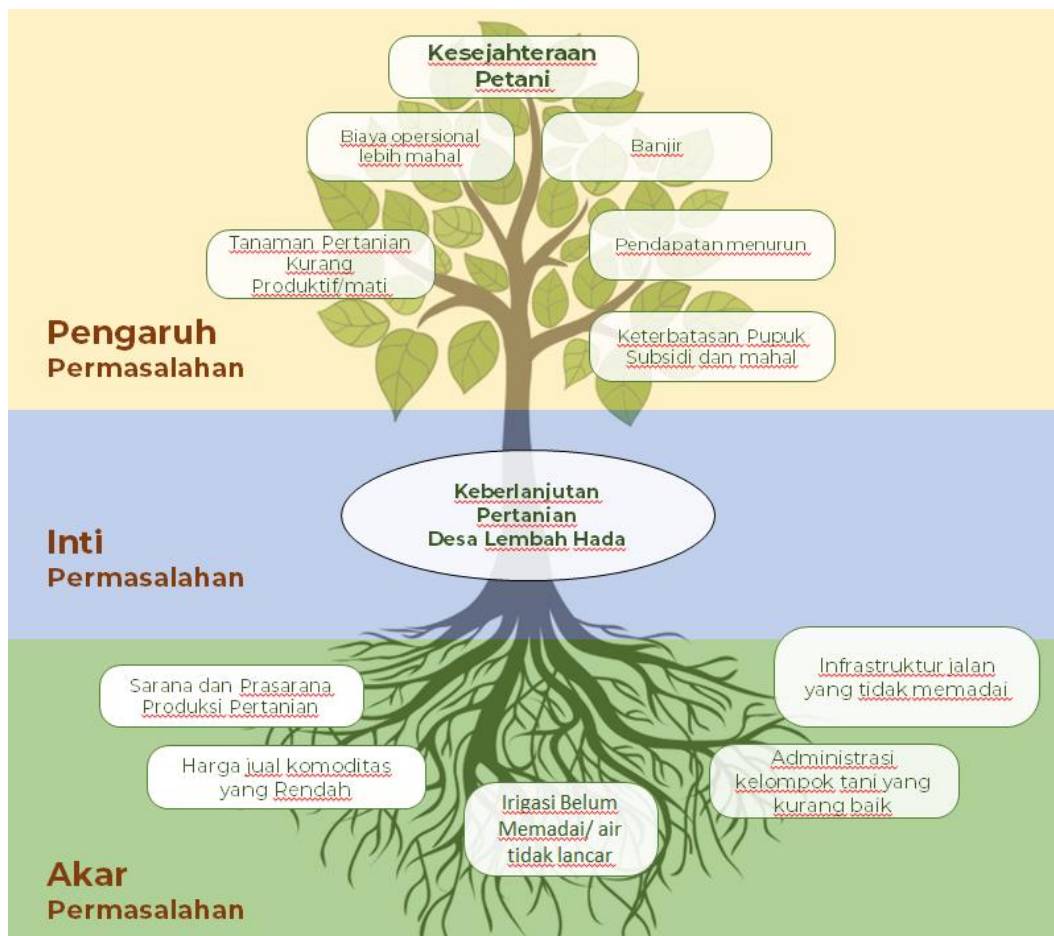 Kesejahteraan
Petani
Biaya opersional
lebih mahal
Banjir
Tanaman Pertanian
Kurang
Produktif/mati
Pendapatan menurun
Keterbatasan Pupuk
Subsidi dan mahal
Pengaruh
Permasalahan
Keberlanjutan
Pertanian
Desa Lembah Hada
Inti
Permasalahan
Sarana dan Prasarana
Produksi Pertanian
Infrastruktur jalan
yang tidak memadai
Harga jual komoditas
yang Rendah
Administrasi
kelompok tani yang
kurang baik
Irigasi Belum
Memadai/ air
tidak lancar
Akar
Permasalahan